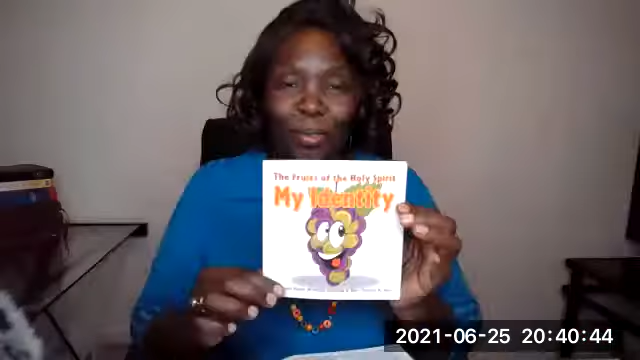 The Fruits of the Holy Spirit
My Identity
2021-06-25 20:40:44